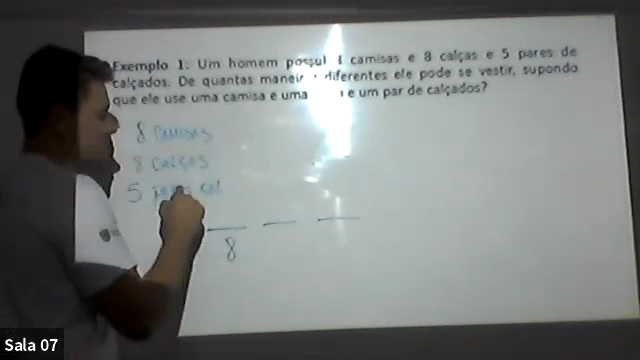 Exemplo 1: Um homem possui camisas e 8 calças e 5 pares de
calçados. De quantas diferentes ele pode se vestir, supondo
que ele use uma camisa e uma e um par de calçados?
8 CAMISAS
8 CALÇAS
5
8
Sala 07